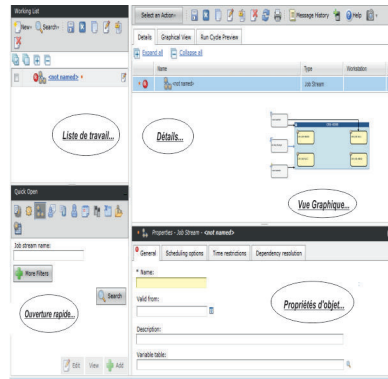 Working List
New Search
<not named> *
Liste de travail...
Quick Open
Job stream name:
More Filters
Search
Ouverture rapide...
Edit View Add
Select an Action Message History Help
Details Graphical View Run Cycle Preview
Expand all Collapse all
Name Type Workstation
<not named> Job Stream
Détails...
Vue Graphique...
Properties - Job Stream - <not named>
General Scheduling options Time restrictions Dependency resolution
* Name:
Valid from:
Propriétés d'objet...
Description:
Variable table: